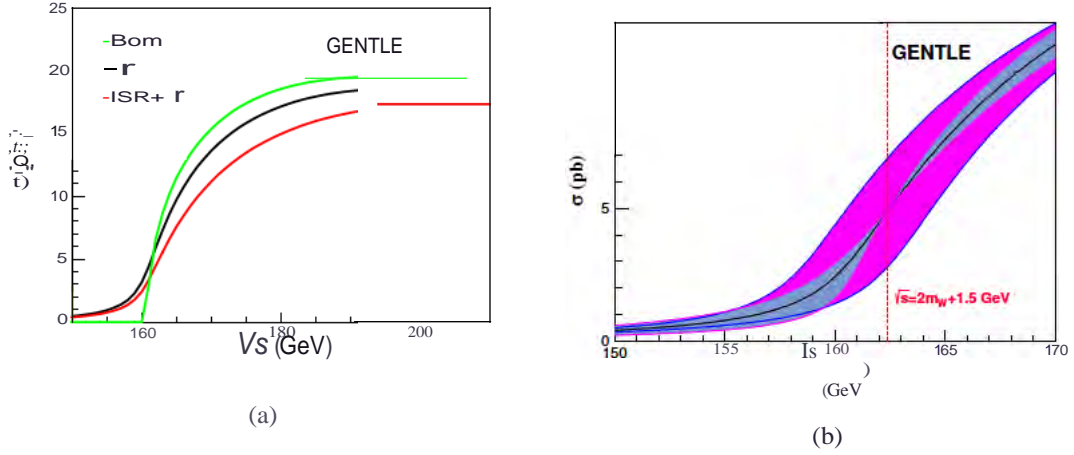 25
-Bom
GENTLE
-r
20
-ISR+ r
15
10
5
0
160
180
200
Vs (GeV)
(a)
GENTLE
σ (pb)
5
√s=2mw+1.5 GeV
0
150
155
Is 160
165
170
)
(GeV
(b)